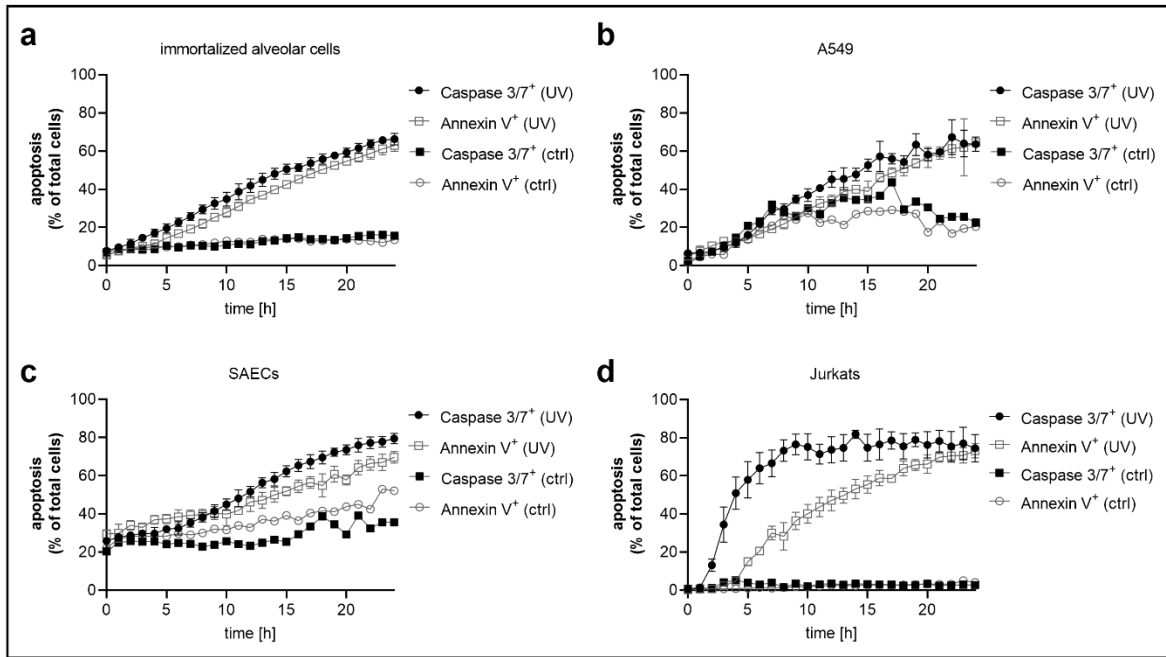 a
immortalized alveolar cells
apoptosis
(% of total cells)
100
80
60
40
20
0
0 5 10 15 20
time [h]
Caspase 3/7⁺ (UV)
Annexin V⁺ (UV)
Caspase 3/7⁺ (ctrl)
Annexin V⁺ (ctrl)
b
A549
apoptosis
(% of total cells)
100
80
60
40
20
0
0 5 10 15 20
time [h]
Caspase 3/7⁺ (UV)
Annexin V⁺ (UV)
Caspase 3/7⁺ (ctrl)
Annexin V⁺ (ctrl)
c
SAECs
apoptosis
(% of total cells)
100
80
60
40
20
0
0 5 10 15 20
time [h]
Caspase 3/7⁺ (UV)
Annexin V⁺ (UV)
Caspase 3/7⁺ (ctrl)
Annexin V⁺ (ctrl)
d
Jurkats
apoptosis
(% of total cells)
100
80
60
40
20
0
0 5 10 15 20
time [h]
Caspase 3/7⁺ (UV)
Annexin V⁺ (UV)
Caspase 3/7⁺ (ctrl)
Annexin V⁺ (ctrl)